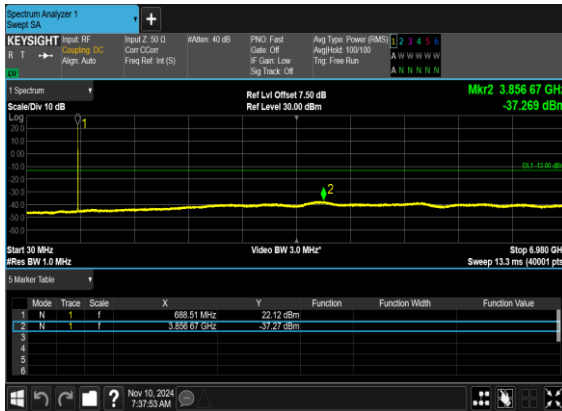 Spectrum Analyzer 1
Swept SA
+
KEYSIGHT Input: RF Input Z: 50 Ω #Atten: 40 dB PNO: Fast Avg Type: Power (RMS) 1 2 3 4 5 6
R T Coupling: DC Corr CCorr Gate: Off Avg|Hold: 100/100 A W W W W W
Align: Auto Freq Ref: Int (S) IF Gain: Low Trig: Free Run
Sig Track: Off A N N N N N
1 Spectrum Ref Lvl Offset 7.50 dB Mkr2 3.856 67 GHz
Scale/Div 10 dB Ref Level 30.00 dBm -37.269 dBm
Log
20.0
10.0
0.00
-10.0
-20.0
-30.0
-40.0
-50.0
-60.0
1
2
DL1 -13.00 dBm
Start 30 MHz Video BW 3.0 MHz* Stop 6.980 GHz
#Res BW 1.0 MHz Sweep 13.3 ms (40001 pts)
5 Marker Table
Mode Trace Scale X Y Function Function Width Function Value
1 N 1 f 688.51 MHz 22.12 dBm
2 N 1 f 3.856 67 GHz -37.27 dBm
3
4
5
6
? Nov 10, 2024
7:37:53 AM